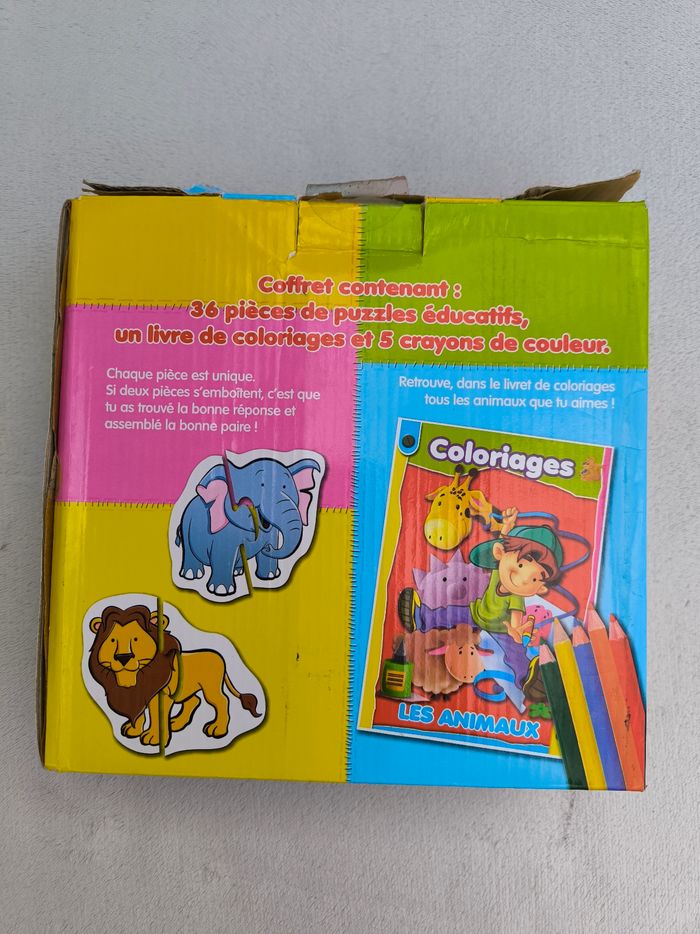 Coffret contenant :
36 pièces de puzzles éducatifs,
un livre de coloriages et 5 crayons de couleur.
Chaque pièce est unique.
Si deux pièces s'emboîtent, c'est que
tu as trouvé la bonne réponse et
assemblé la bonne paire !
Retrouve, dans le livret de coloriages
tous les animaux que tu aimes !
Coloriages
LES ANIMAUX